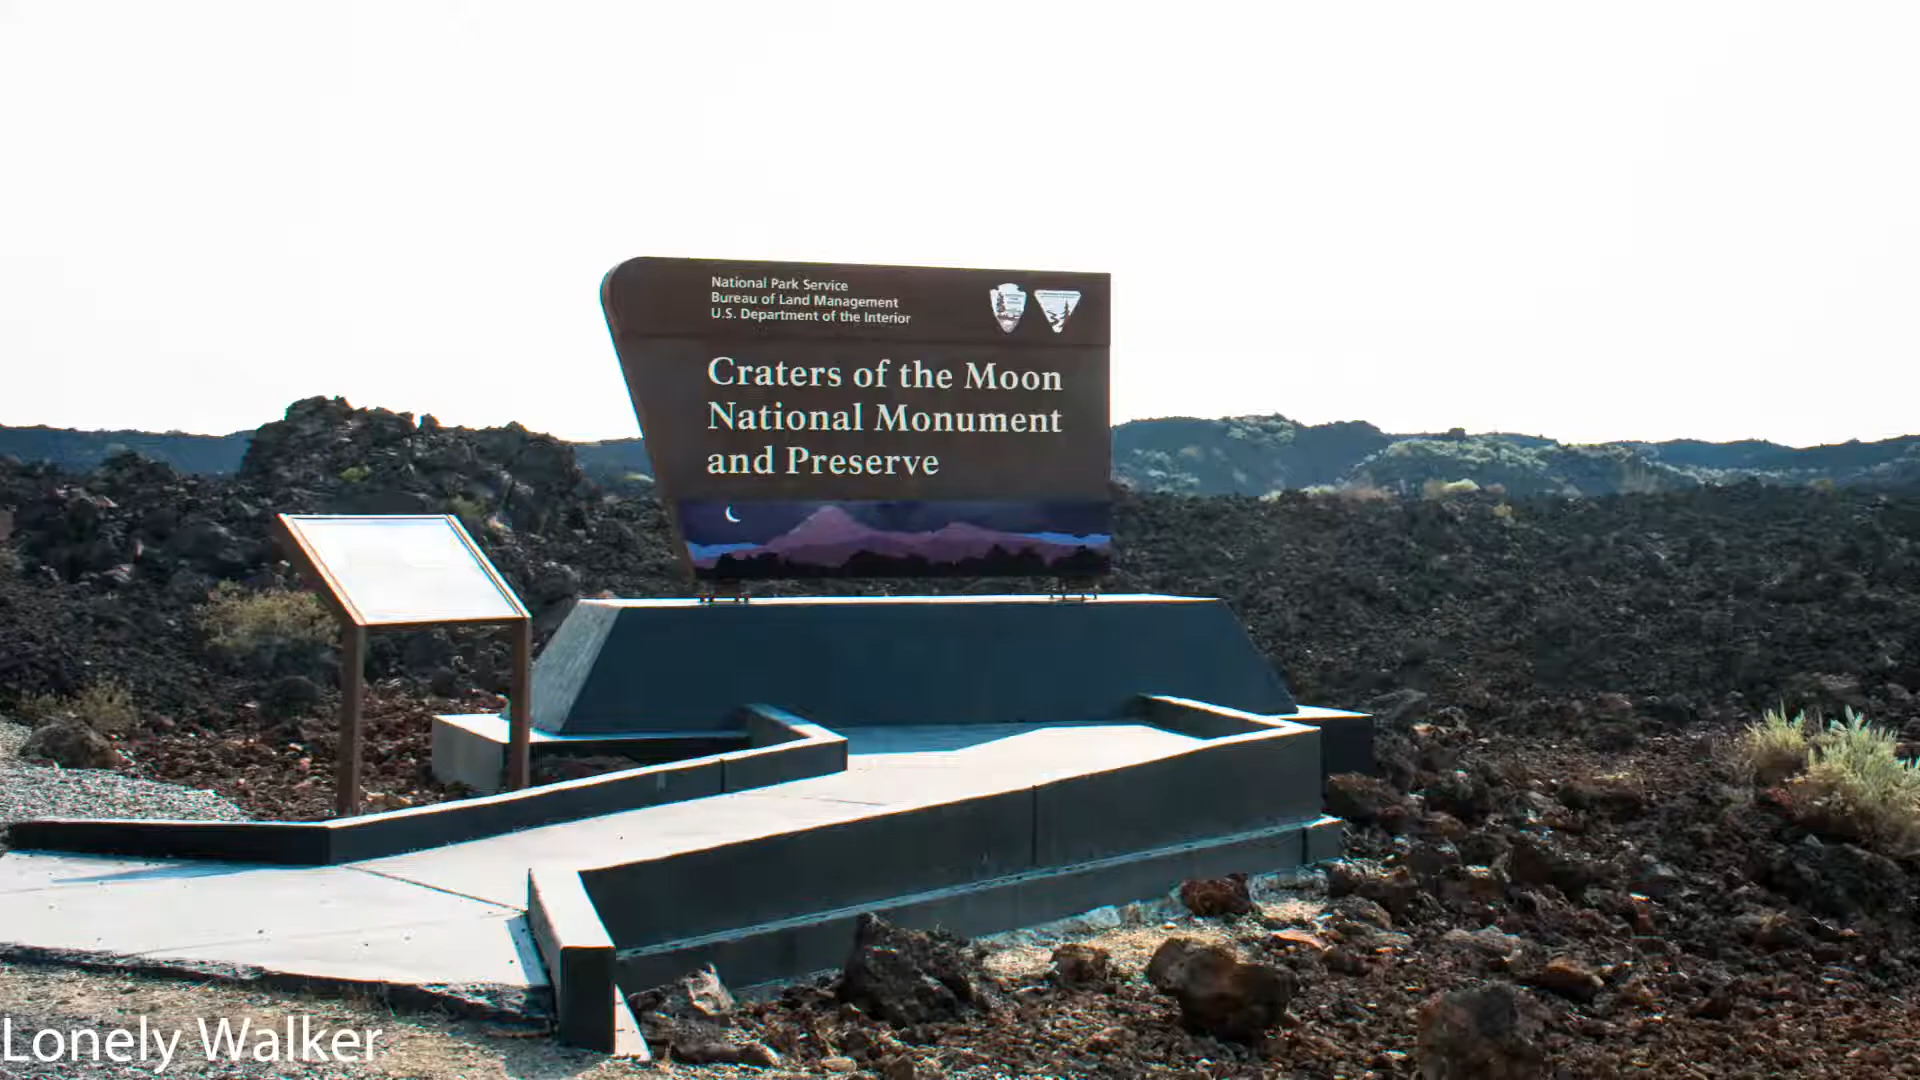 National Park Service
Bureau of Land Management
U.S. Department of the Interior
Craters of the Moon
National Monument
and Preserve
Lonely Walker